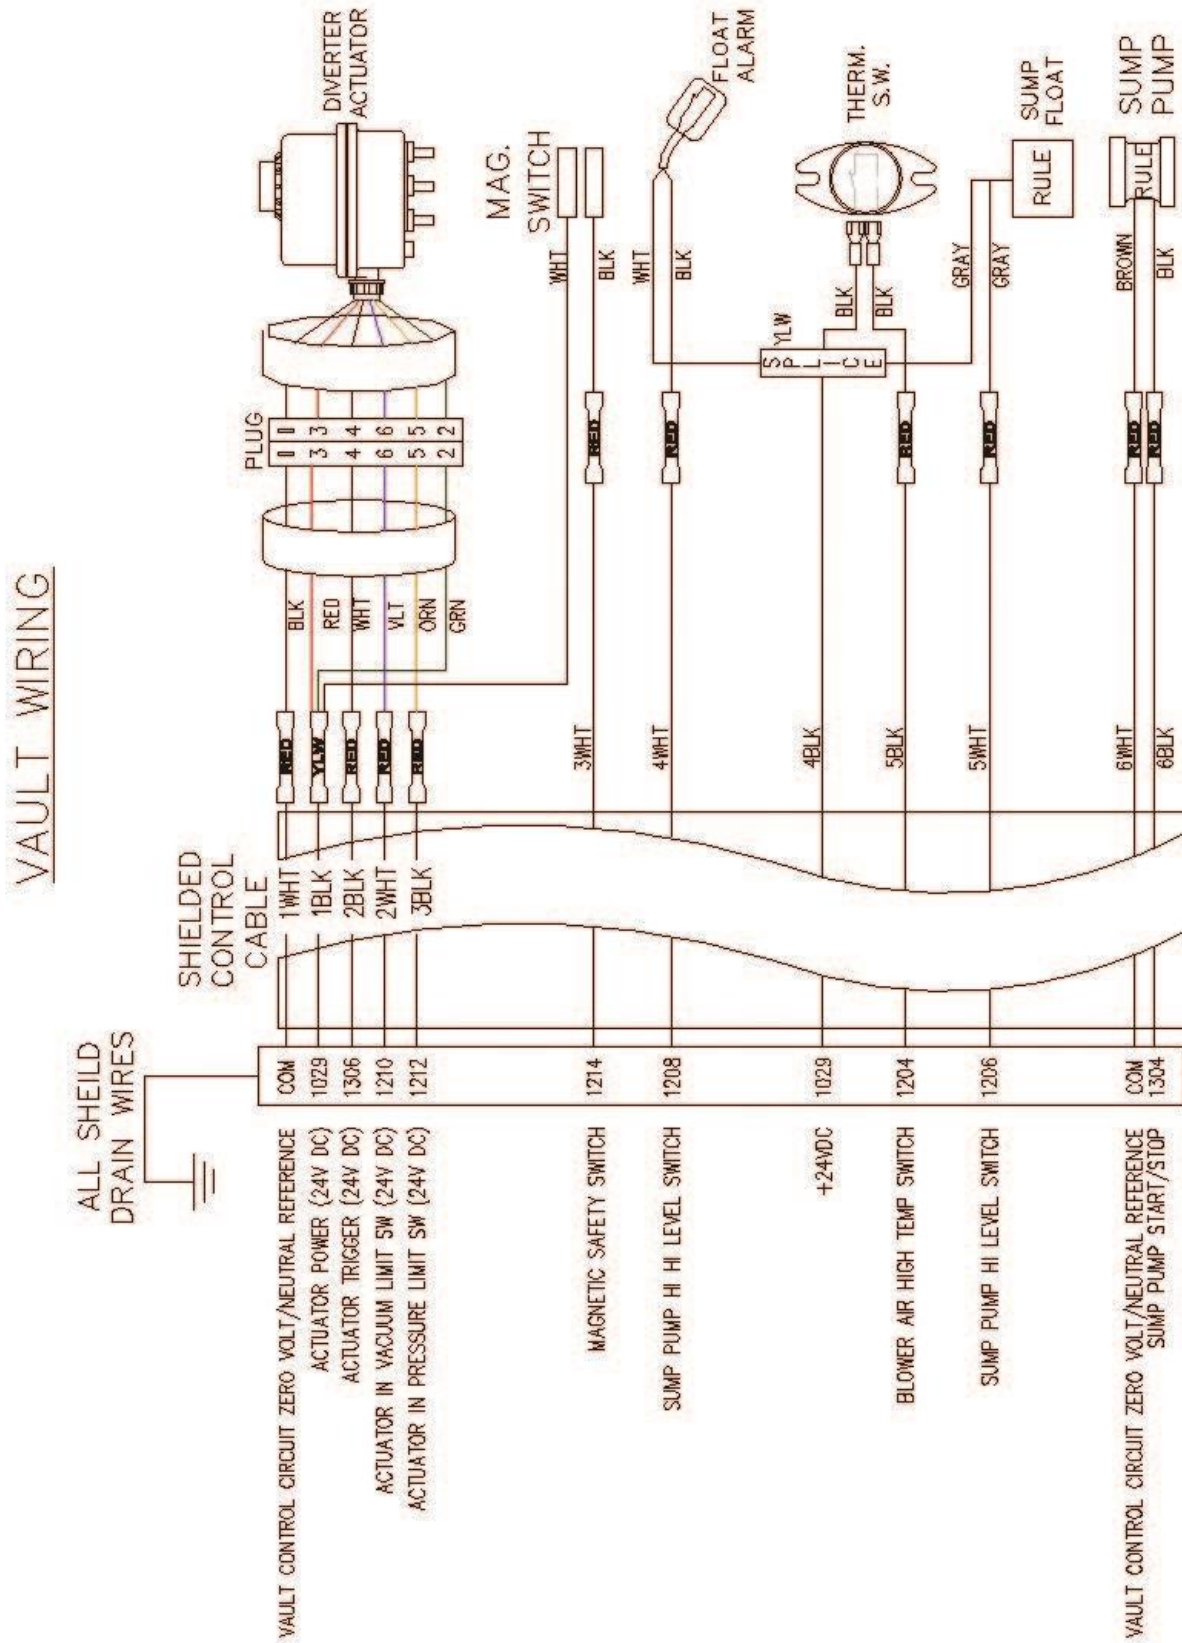 VAULT WIRING
ALL SHEILD
DRAIN WIRES
SHIELDED
CONTROL
CABLE
PLUG
DIVERTER
ACTUATOR
VAULT CONTROL CIRCUIT ZERO VOLT/NEUTRAL REFERENCE
COM
1WHT
RED
BLK
ACTUATOR POWER (24V DC)
1029
1BLK
YLW
RED
3
3
ACTUATOR TRIGGER (24V DC)
1306
2BLK
RED
WHT
4
4
ACTUATOR IN VACUUM LIMIT SW (24V DC)
1210
2WHT
RED
VLT
6
6
ACTUATOR IN PRESSURE LIMIT SW (24V DC)
1212
3BLK
RED
ORN
5
5
GRN
2
2
MAG.
SWITCH
WHT
MAGNETIC SAFETY SWITCH
1214
3WHT
RED
BLK
FLOAT
ALARM
WHT
SUMP PUMP HI HI LEVEL SWITCH
1208
4WHT
RED
BLK
THERM.
S.W.
SPLICE
YLW
+24VDC
1029
4BLK
BLK
BLOWER AIR HIGH TEMP SWITCH
1204
5BLK
RED
BLK
SUMP
FLOAT
RULE
GRAY
SUMP PUMP HI LEVEL SWITCH
1206
5WHT
RED
GRAY
SUMP
PUMP
RULE
VAULT CONTROL CIRCUIT ZERO VOLT/NEUTRAL REFERENCE
COM
6WHT
RED
BROWN
SUMP PUMP START/STOP
1304
6BLK
RED
BLK